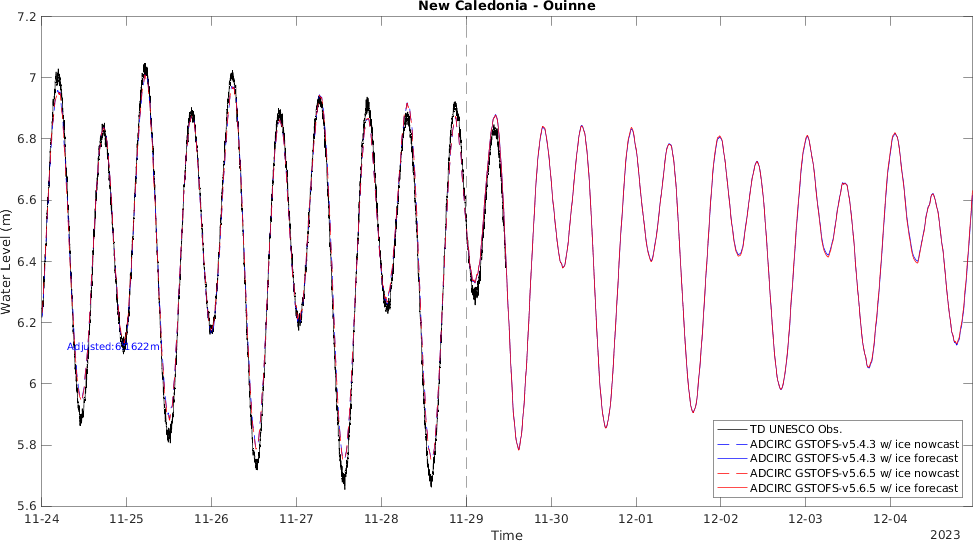 New Caledonia - Ouinne
7.2
7
6.8
6.6
6.4
6.2
6
5.8
5.6
Water Level (m)
Adjusted:6.1622m
TD UNESCO Obs.
ADCIRC GSTOFS-v5.4.3 w/ ice nowcast
ADCIRC GSTOFS-v5.4.3 w/ ice forecast
ADCIRC GSTOFS-v5.6.5 w/ ice nowcast
ADCIRC GSTOFS-v5.6.5 w/ ice forecast
11-24 11-25 11-26 11-27 11-28 11-29 11-30 12-01 12-02 12-03 12-04
Time
2023